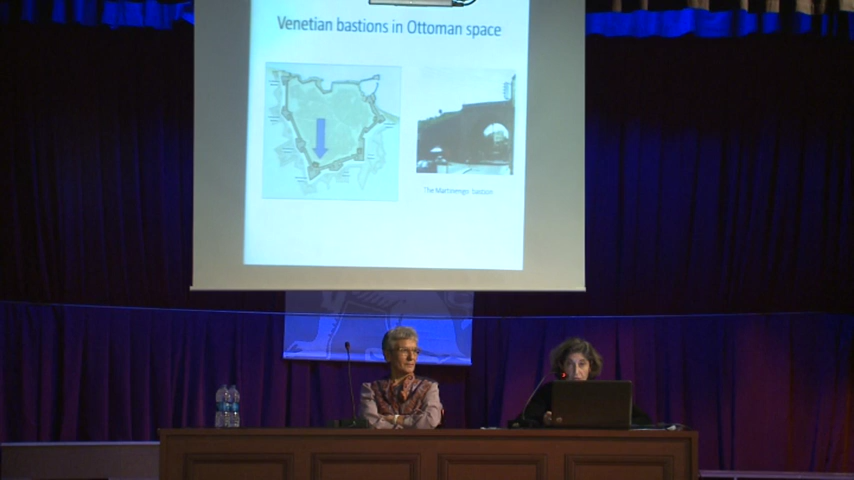 Venetian bastions in Ottoman space
The Martinengo bastion